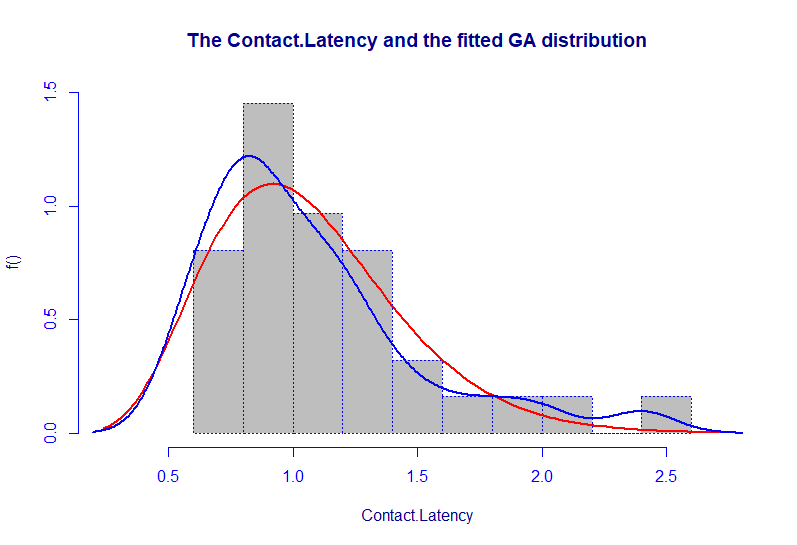 The Contact.Latency and the fitted GA distribution
1.5
1.0
0.5
0.0
f()
0.5 1.0 1.5 2.0 2.5
Contact.Latency